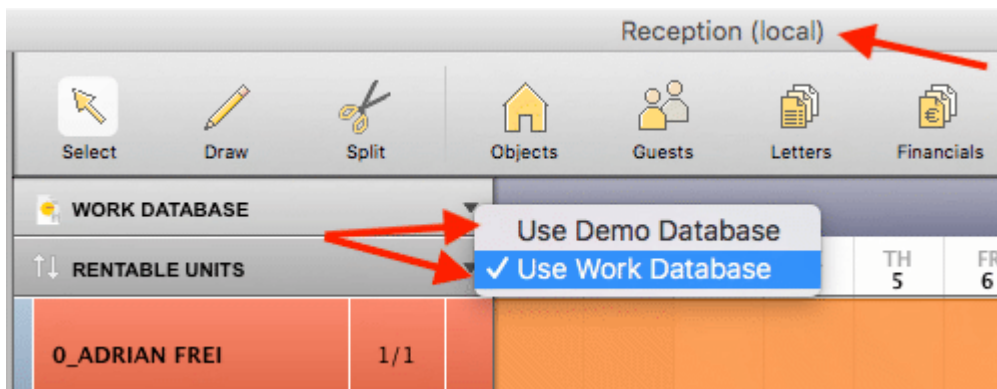 Reception (local)
Select Draw Split Objects Guests Letters Financials
WORK DATABASE
Use Demo Database
RENTABLE UNITS
✓ Use Work Database
TH FR
5 6
0_ADRIAN FREI 1/1